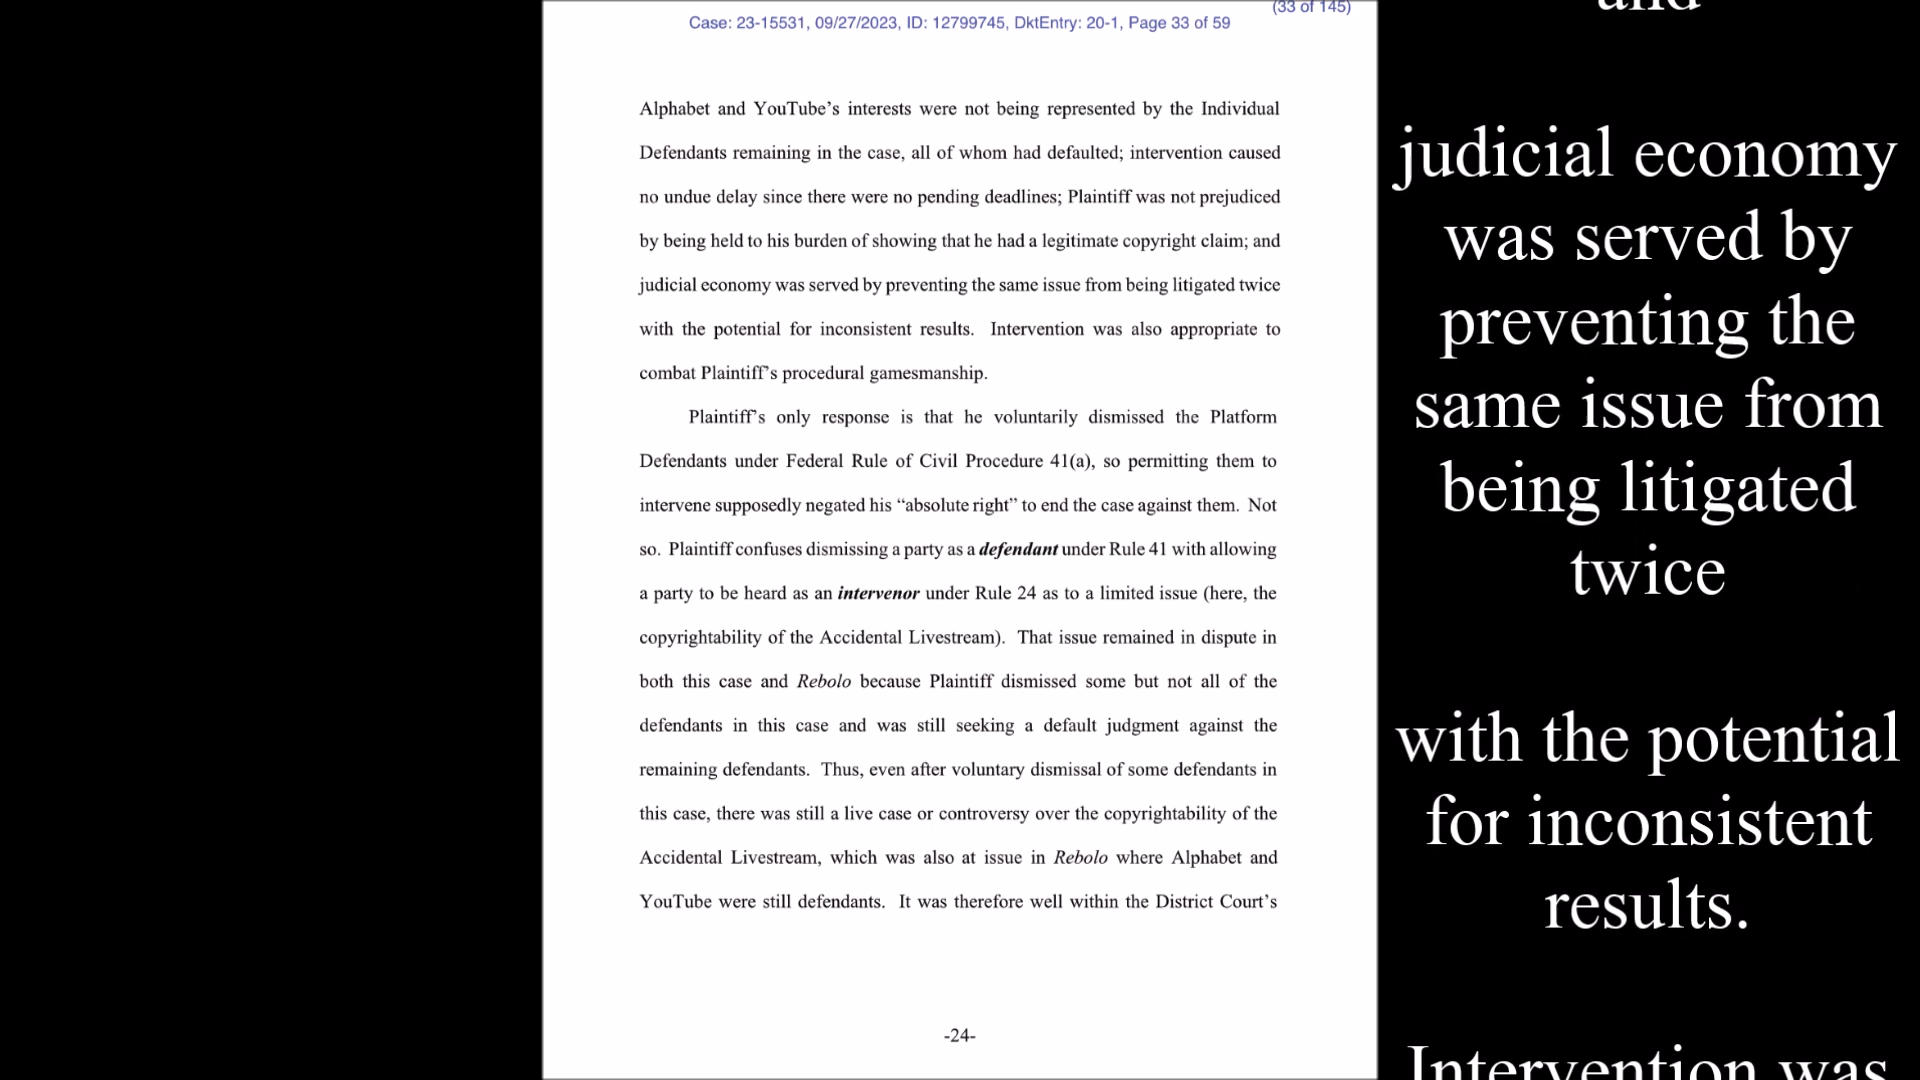 (33 of 145)
Case: 23-15531, 09/27/2023, ID: 12799745, DktEntry: 20-1, Page 33 of 59
Alphabet and YouTube’s interests were not being represented by the Individual
Defendants remaining in the case, all of whom had defaulted; intervention caused
no undue delay since there were no pending deadlines; Plaintiff was not prejudiced
by being held to his burden of showing that he had a legitimate copyright claim; and
judicial economy was served by preventing the same issue from being litigated twice
with the potential for inconsistent results.  Intervention was also appropriate to
combat Plaintiff’s procedural gamesmanship.
Plaintiff’s only response is that he voluntarily dismissed the Platform
Defendants under Federal Rule of Civil Procedure 41(a), so permitting them to
intervene supposedly negated his “absolute right” to end the case against them.  Not
so.  Plaintiff confuses dismissing a party as a defendant under Rule 41 with allowing
a party to be heard as an intervenor under Rule 24 as to a limited issue (here, the
copyrightability of the Accidental Livestream).  That issue remained in dispute in
both this case and Rebolo because Plaintiff dismissed some but not all of the
defendants in this case and was still seeking a default judgment against the
remaining defendants.  Thus, even after voluntary dismissal of some defendants in
this case, there was still a live case or controversy over the copyrightability of the
Accidental Livestream, which was also at issue in Rebolo where Alphabet and
YouTube were still defendants.  It was therefore well within the District Court’s
-24-
and
judicial economy
was served by
preventing the
same issue from
being litigated
twice
with the potential
for inconsistent
results.
Intervention was